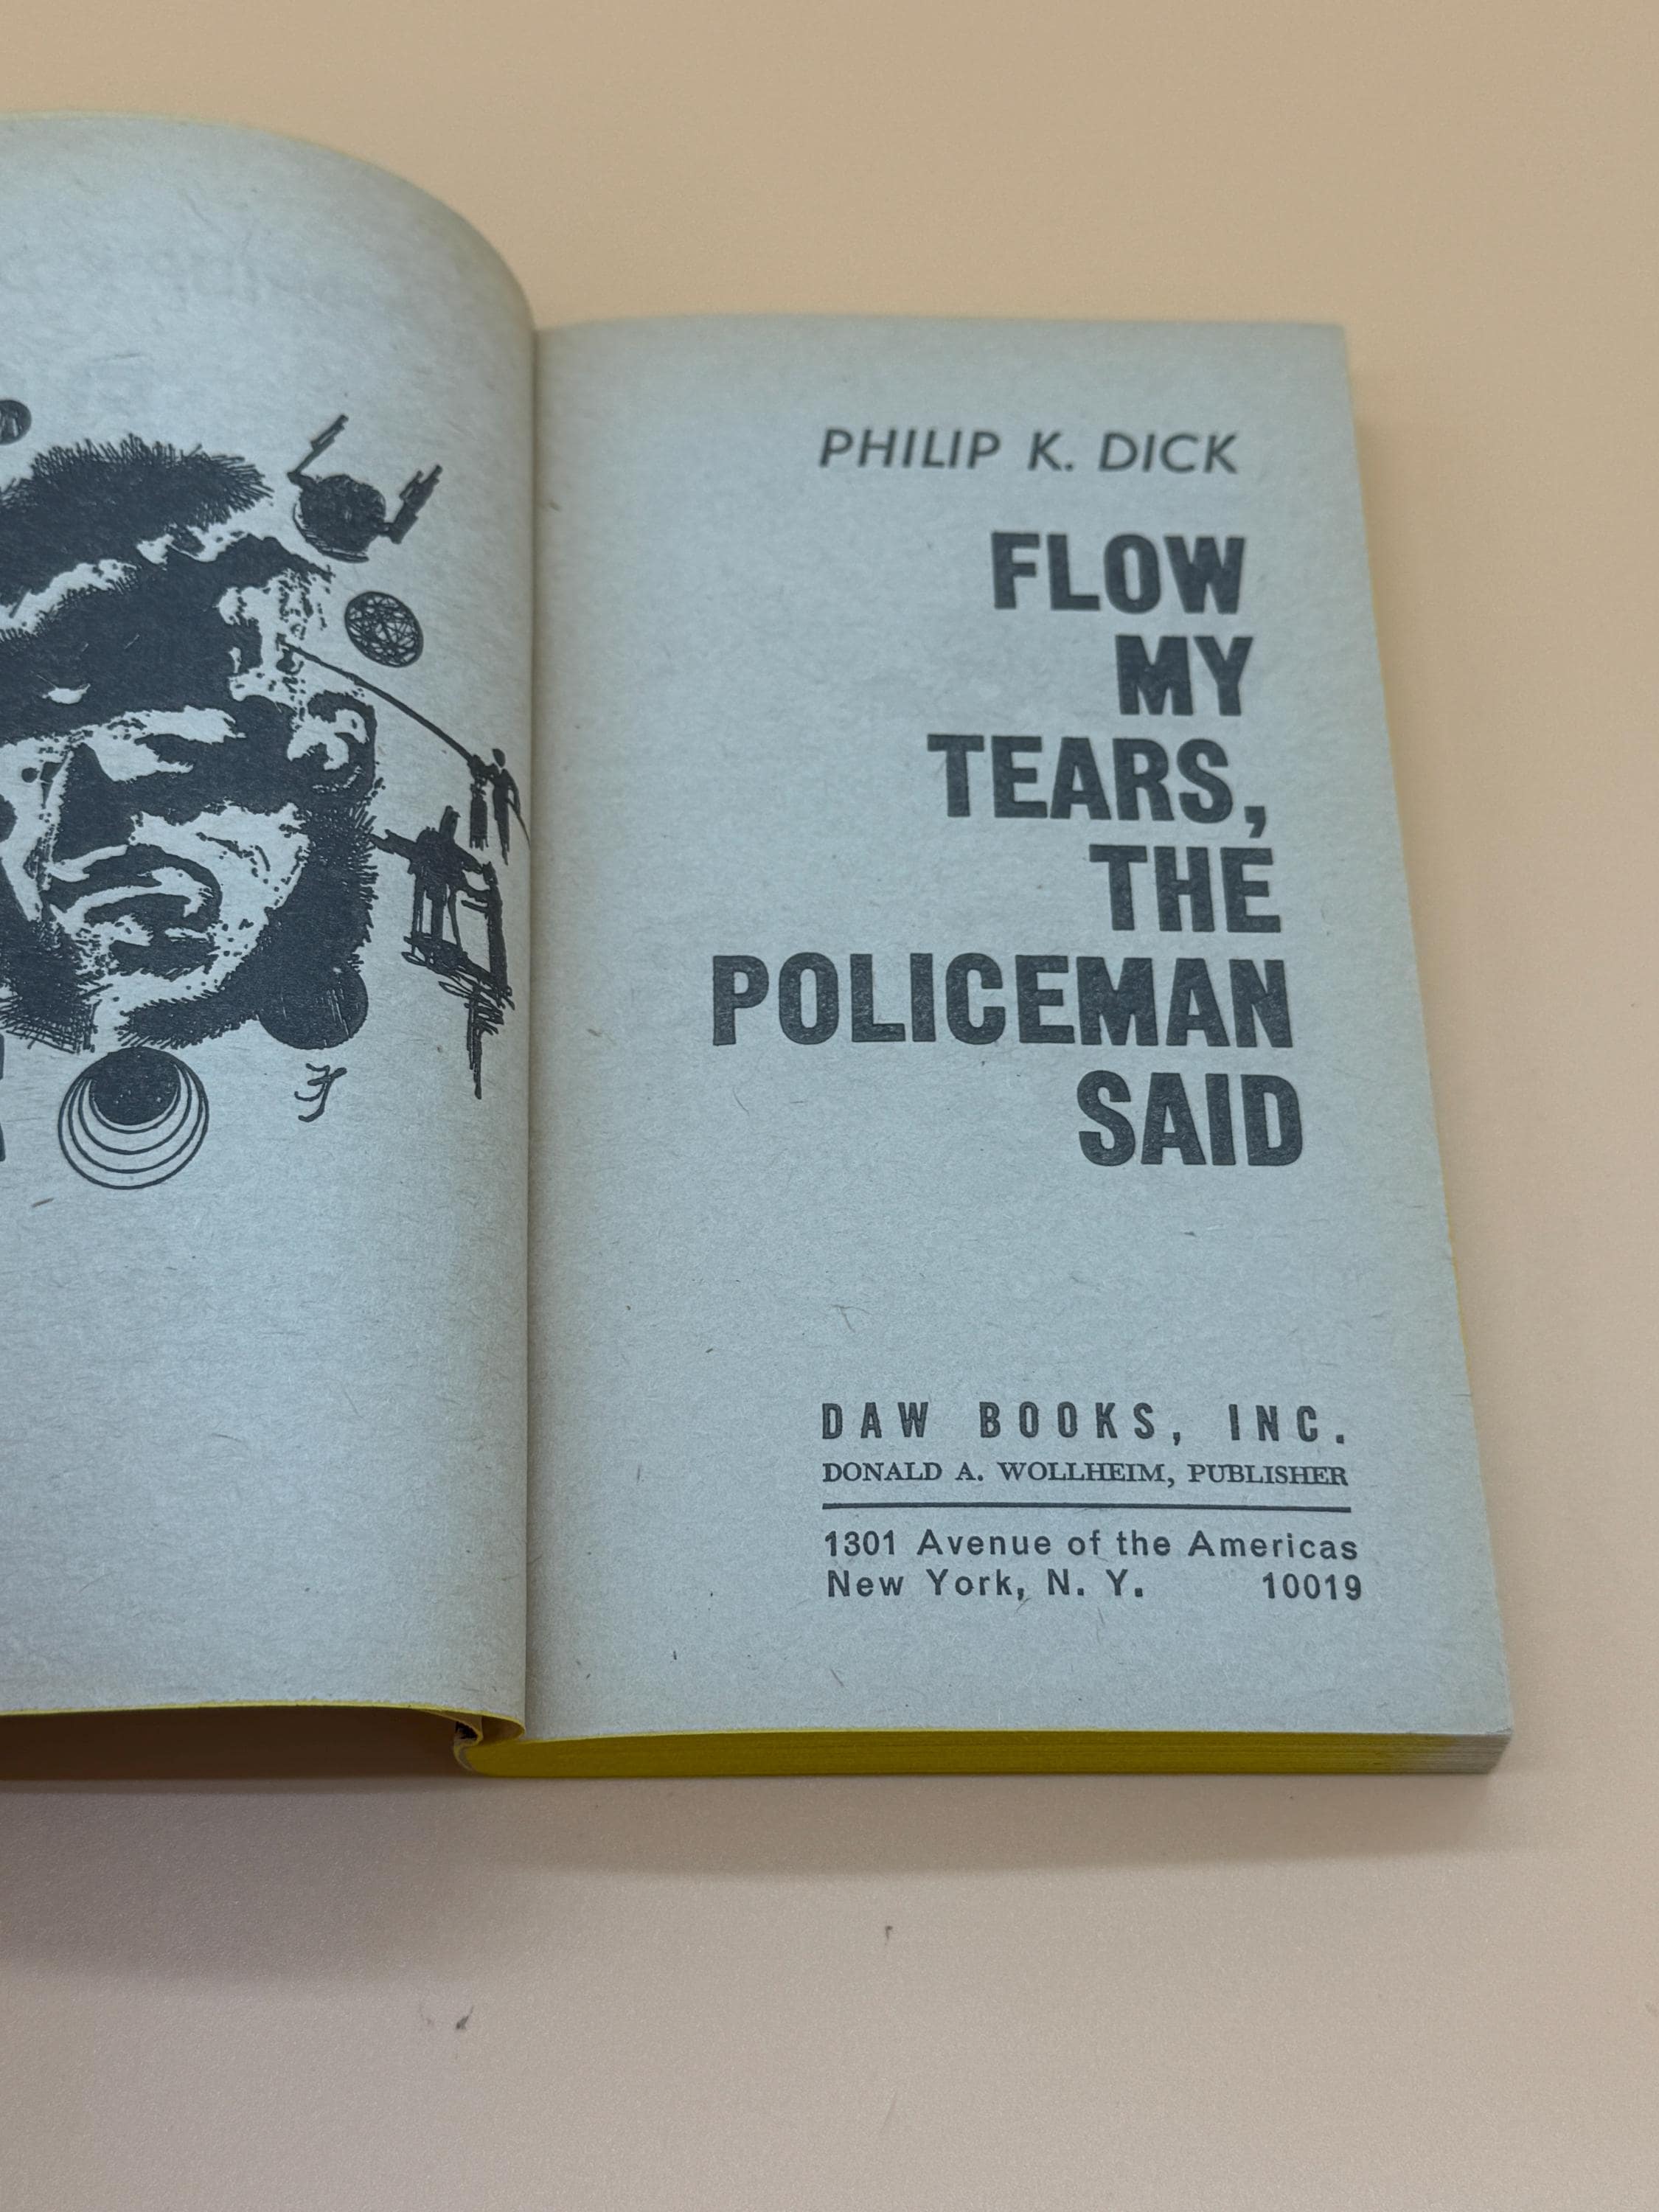 PHILIP K. DICK
FLOW
MY
TEARS,
THE
POLICEMAN
SAID
DAW BOOKS, INC.
DONALD A. WOLLHEIM, PUBLISHER
1301 Avenue of the Americas
New York, N. Y. 10019